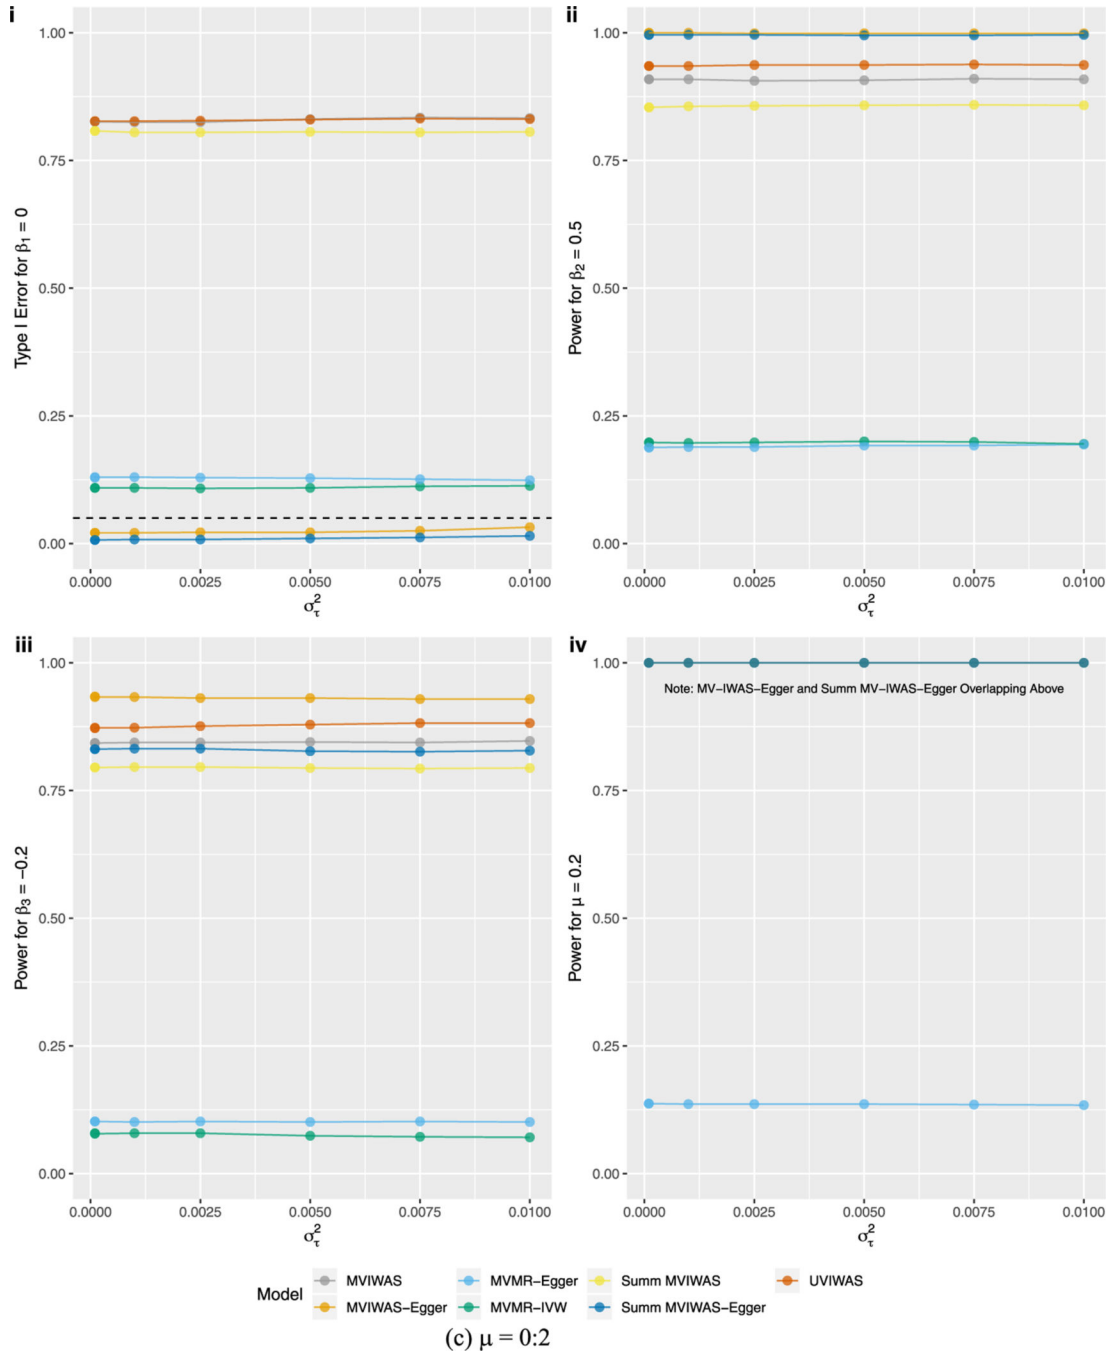 i
1.00
0.75
0.50
0.25
0.00
Type I Error for β₁ = 0
0.0000 0.0025 0.0050 0.0075 0.0100
σ²τ
ii
1.00
0.75
0.50
0.25
0.00
Power for β₂ = 0.5
0.0000 0.0025 0.0050 0.0075 0.0100
σ²τ
iii
1.00
0.75
0.50
0.25
0.00
Power for β₃ = −0.2
0.0000 0.0025 0.0050 0.0075 0.0100
σ²τ
iv
1.00
Note: MV−IWAS−Egger and Summ MV−IWAS−Egger Overlapping Above
0.75
0.50
0.25
0.00
Power for μ = 0.2
0.0000 0.0025 0.0050 0.0075 0.0100
σ²τ
Model
MVIWAS MVMR−Egger Summ MVIWAS UVIWAS
MVIWAS−Egger MVMR−IVW Summ MVIWAS−Egger
(c) μ = 0:2